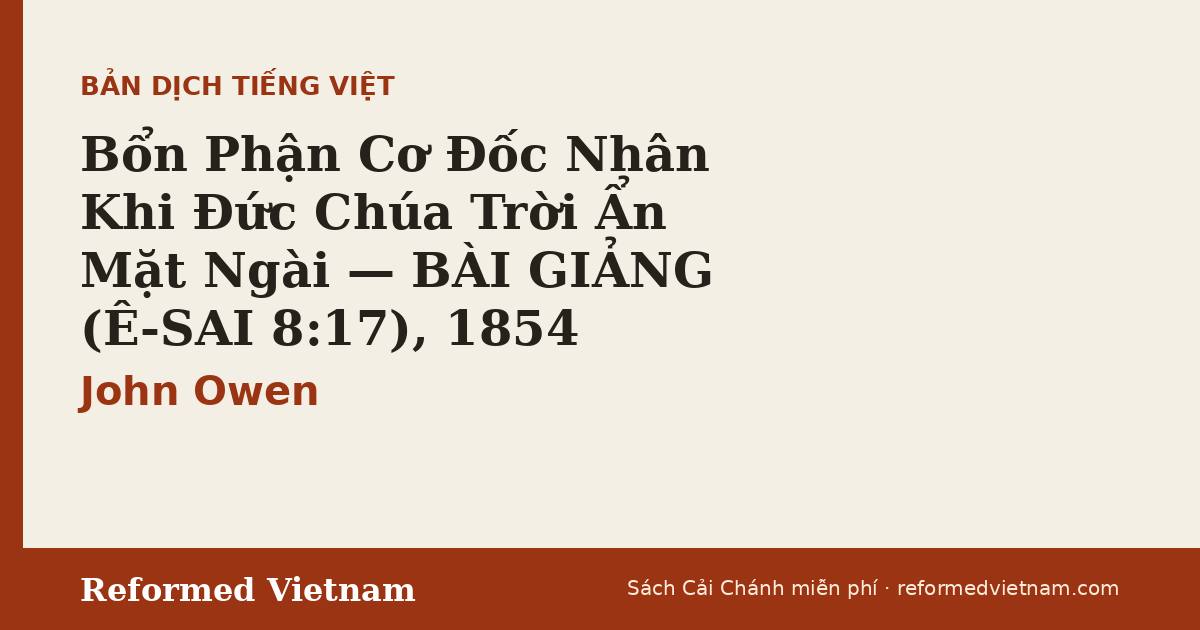 BẢN DỊCH TIẾNG VIỆT
Bổn Phận Cơ Đốc Nhân
Khi Đức Chúa Trời Ẩn
Mặt Ngài — BÀI GIẢNG
(Ê-SAI 8:17), 1854
John Owen
Reformed Vietnam
Sách Cải Chánh miễn phí · reformedvietnam.com